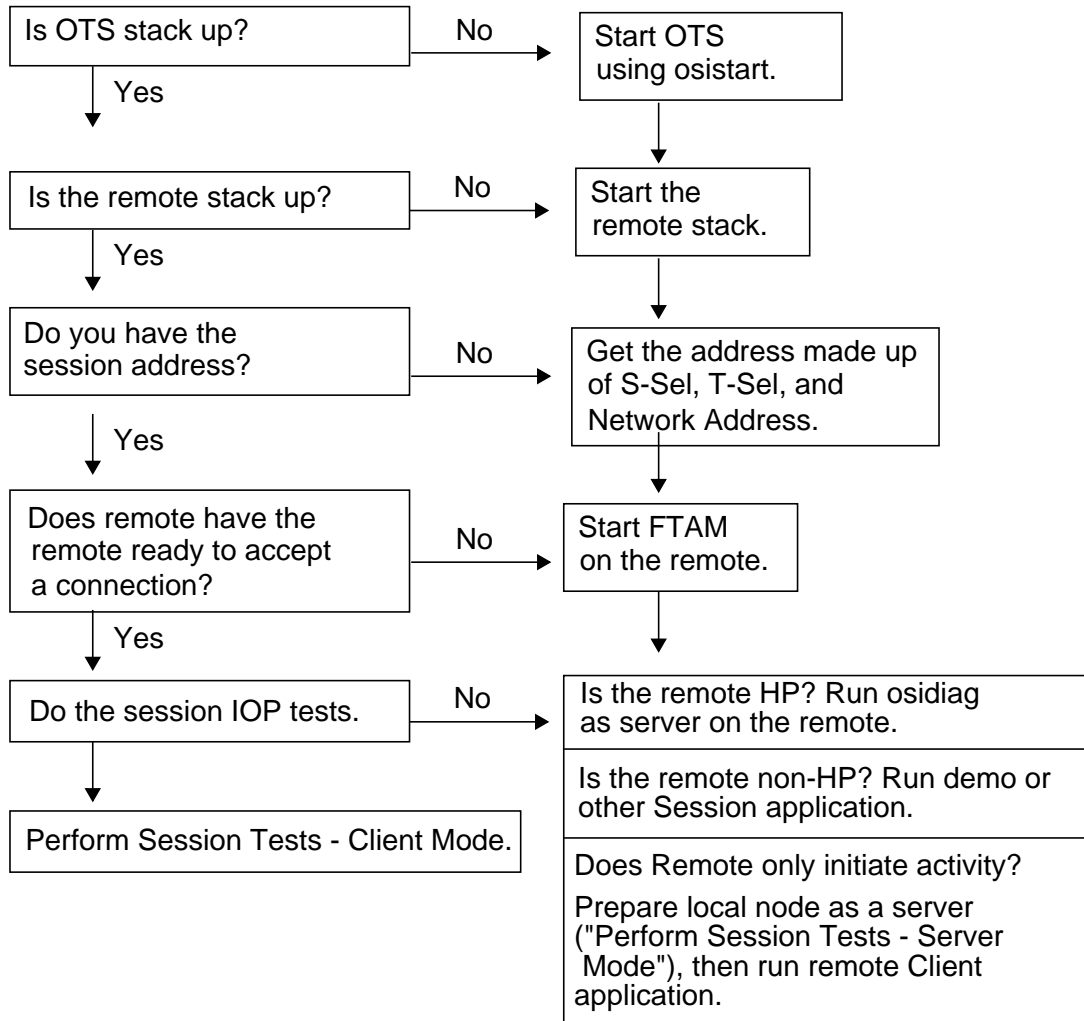 Is OTS stack up?
No
Start OTS
using osistart.
Yes
Is the remote stack up?
No
Start the
remote stack.
Yes
Do you have the
session address?
No
Get the address made up
of S-Sel, T-Sel, and
Network Address.
Yes
Does remote have the
remote ready to accept
a connection?
No
Start FTAM
on the remote.
Yes
Do the session IOP tests.
No
Is the remote HP? Run osidiag
as server on the remote.
Is the remote non-HP? Run demo or
other Session application.
Perform Session Tests - Client Mode.
Does Remote only initiate activity?
Prepare local node as a server
("Perform Session Tests - Server
Mode"), then run remote Client
application.